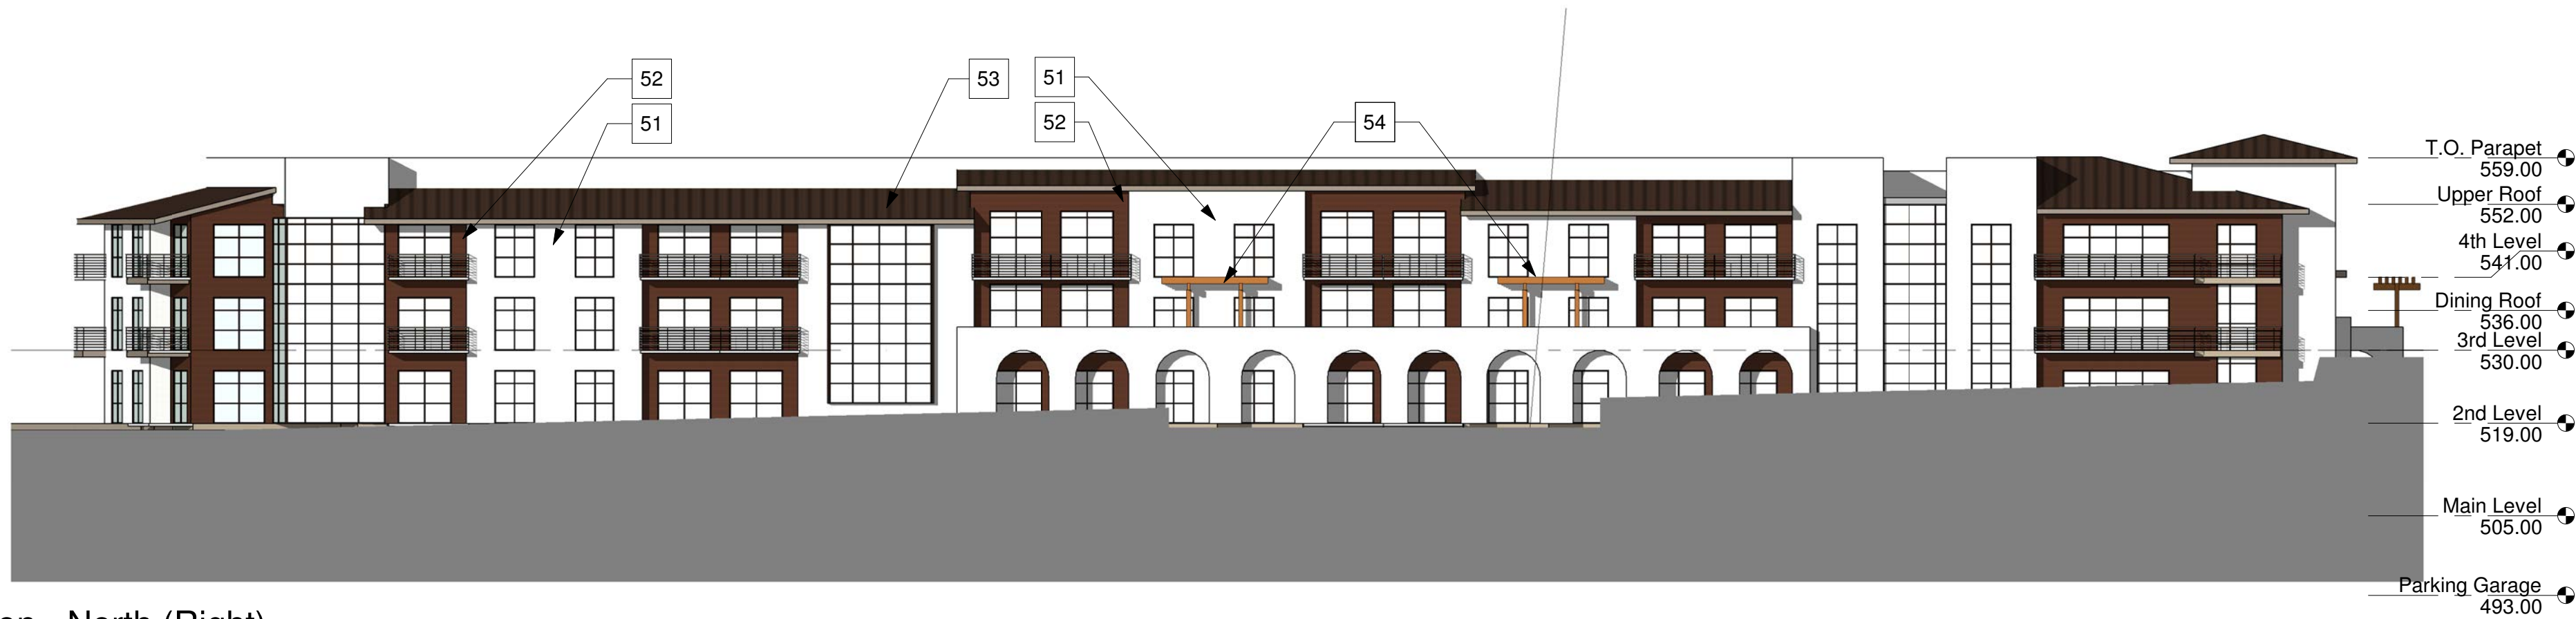 52
51
53
51
52
54
T.O. Parapet
559.00
Upper Roof
552.00
4th Level
541.00
Dining Roof
536.00
3rd Level
530.00
2nd Level
519.00
Main Level
505.00
Parking Garage
493.00
North (Right)